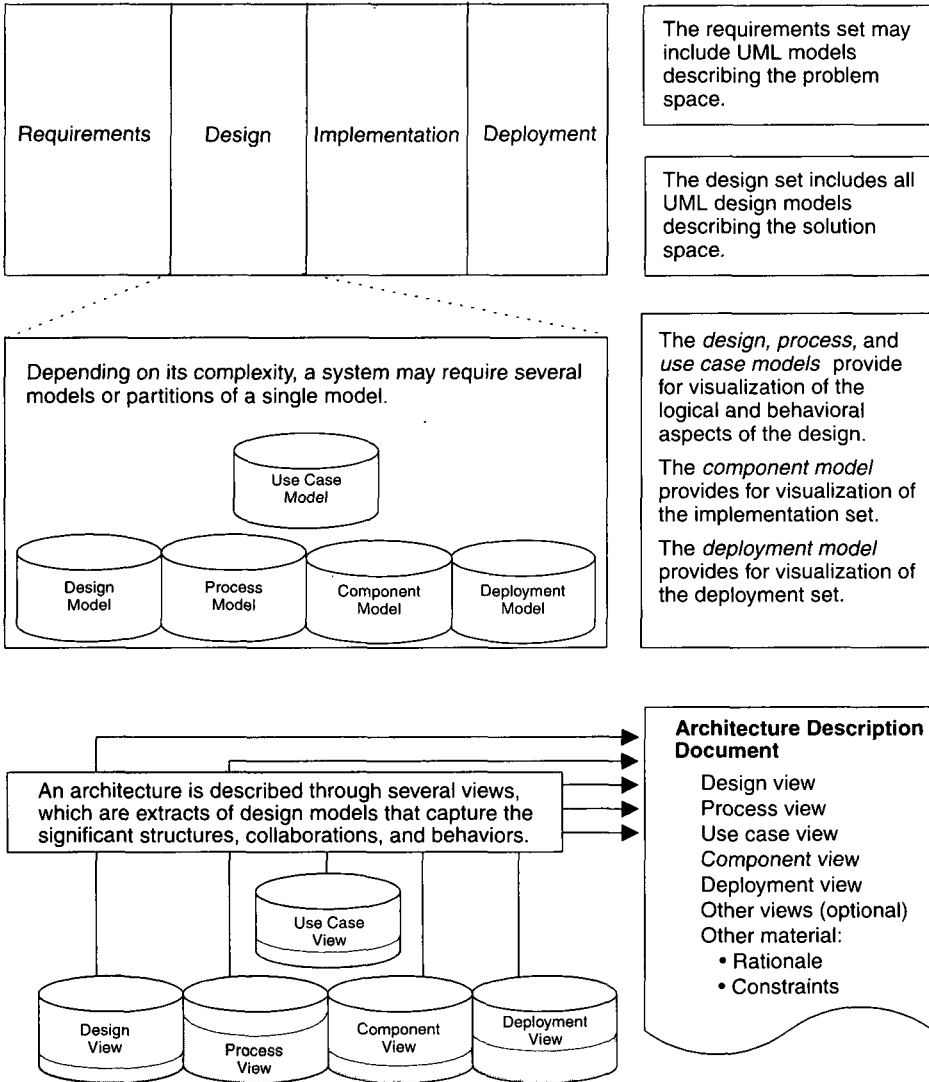 Requirements
Design
Implementation
Deployment
The requirements set may
include UML models
describing the problem
space.
The design set includes all
UML design models
describing the solution
space.
Depending on its complexity, a system may require several
models or partitions of a single model.
Use Case
Model
Design
Model
Process
Model
Component
Model
Deployment
Model
The design, process, and
use case models provide
for visualization of the
logical and behavioral
aspects of the design.
The component model
provides for visualization of
the implementation set.
The deployment model
provides for visualization of
the deployment set.
An architecture is described through several views,
which are extracts of design models that capture the
significant structures, collaborations, and behaviors.
Use Case
View
Design
View
Process
View
Component
View
Deployment
View
Architecture Description
Document
Design view
Process view
Use case view
Component view
Deployment view
Other views (optional)
Other material:
• Rationale
• Constraints